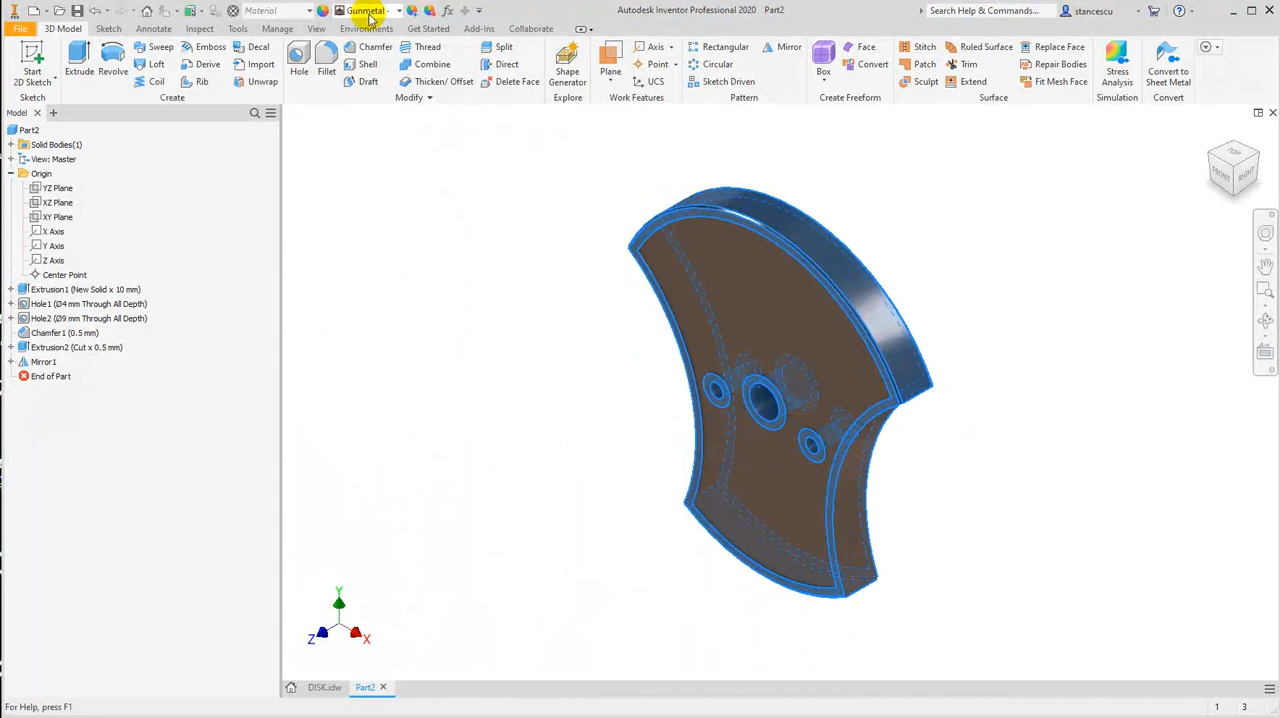 Material
Gunmetal -
Autodesk Inventor Professional 2020 Part2
Search Help & Commands...
stancescu
File 3D Model Sketch Annotate Inspect Tools Manage View Environments Get Started Add-Ins Collaborate
Start
2D Sketch
Extrude
Revolve
Sweep
Loft
Coil
Emboss
Derive
Rib
Decal
Import
Unwrap
Hole
Fillet
Chamfer
Shell
Draft
Thread
Combine
Thicken/ Offset
Split
Direct
Delete Face
Shape
Generator
Plane
Axis
Point
UCS
Rectangular
Circular
Sketch Driven
Mirror
Box
Face
Convert
Stitch
Patch
Sculpt
Ruled Surface
Trim
Extend
Replace Face
Repair Bodies
Fit Mesh Face
Stress
Analysis
Convert to
Sheet Metal
Sketch
Create
Modify
Explore
Work Features
Pattern
Create Freeform
Surface
Simulation
Convert
Model
Part2
Solid Bodies(1)
View: Master
Origin
YZ Plane
XZ Plane
XY Plane
X Axis
Y Axis
Z Axis
Center Point
Extrusion1 (New Solid x 10 mm)
Hole1 (Ø4 mm Through All Depth)
Hole2 (Ø9 mm Through All Depth)
Chamfer1 (0.5 mm)
Extrusion2 (Cut x 0.5 mm)
Mirror1
End of Part
TOP
FRONT
RIGHT
Y
Z
X
DISK.idw
Part2
For Help, press F1
1
3